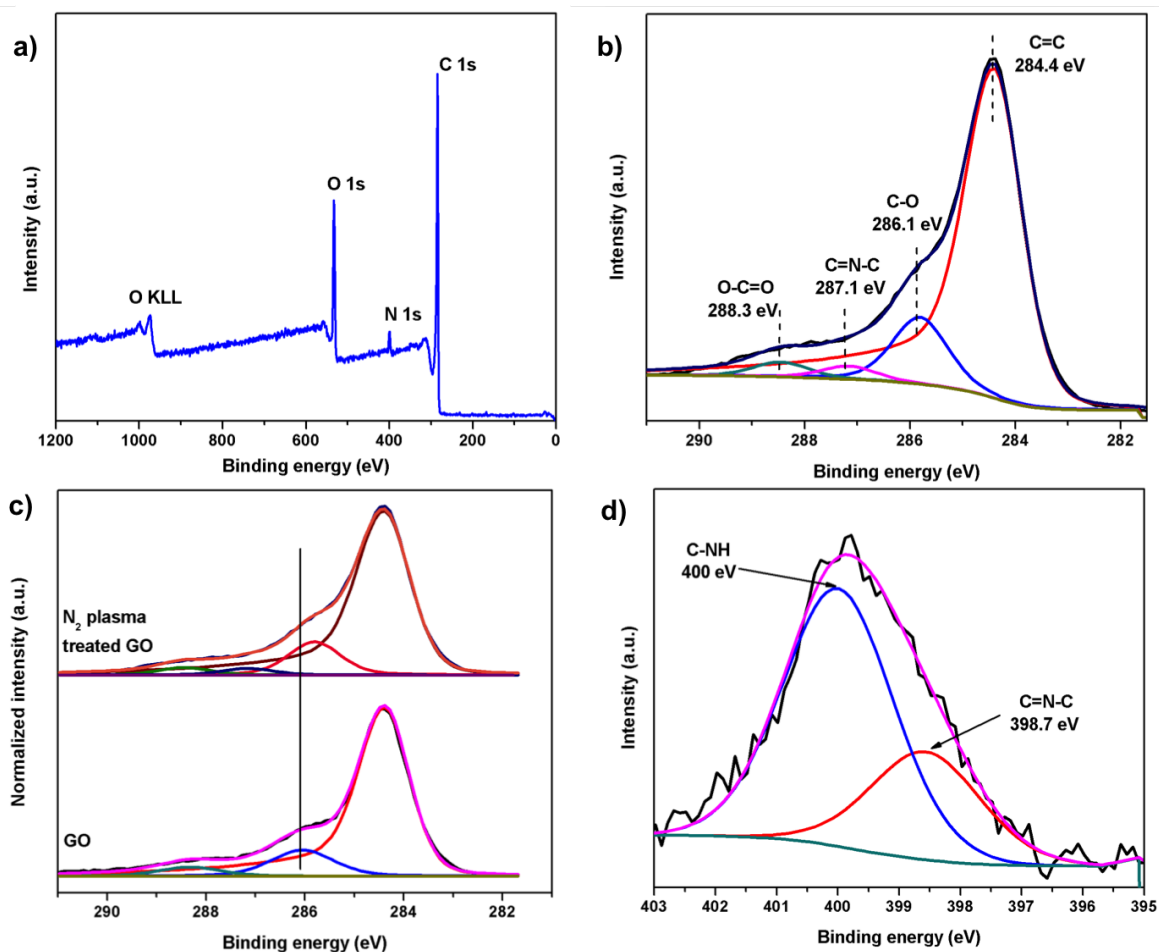 a)
C 1s
O 1s
N 1s
O KLL
Intensity (a.u.)
1200 1000 800 600 400 200 0
Binding energy (eV)
b)
C=C
284.4 eV
C-O
286.1 eV
C=N-C
287.1 eV
O-C=O
288.3 eV
Intensity (a.u.)
290 288 286 284 282
Binding energy (eV)
c)
N2 plasma
treated GO
GO
Normalized intensity (a.u.)
290 288 286 284 282
Binding energy (eV)
d)
C-NH
400 eV
C=N-C
398.7 eV
Intensity (a.u.)
403 402 401 400 399 398 397 396 395
Binding energy (eV)